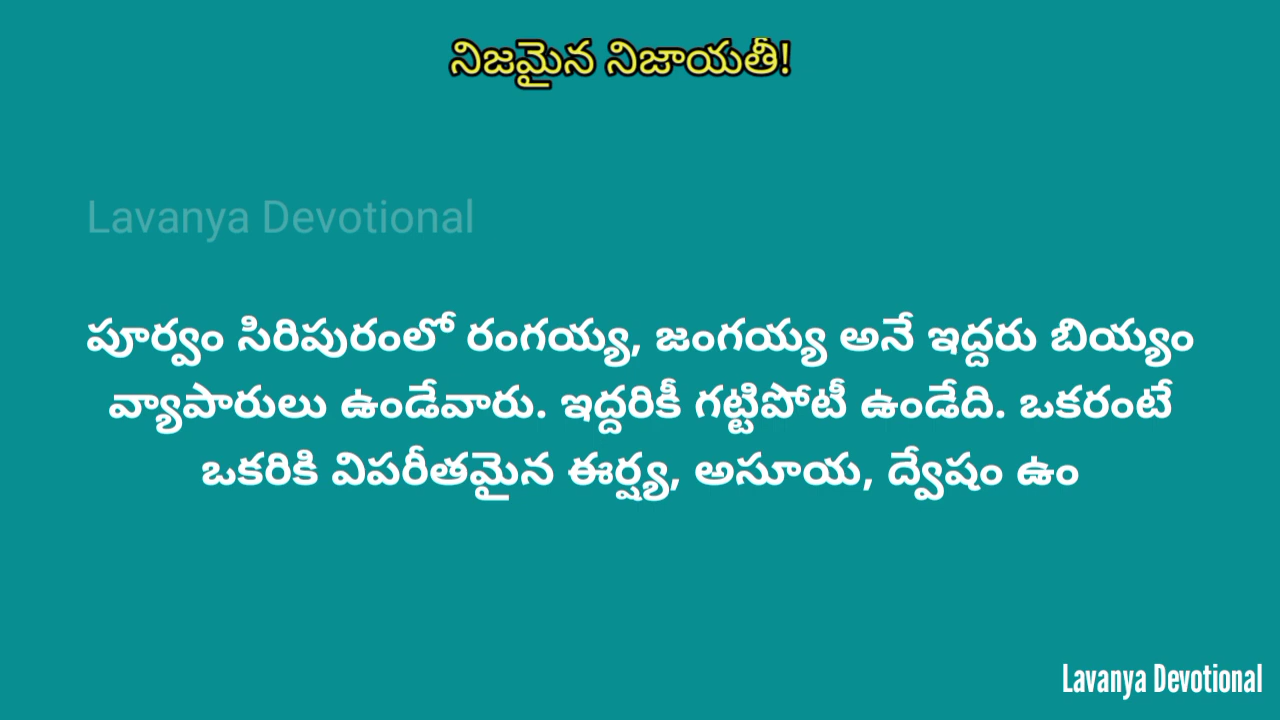 నిజమైన నిజాయతీ!
Lavanya Devotional
పూర్వం సిరిపురంలో రంగయ్య, జంగయ్య అనే ఇద్దరు బియ్యం
వ్యాపారులు ఉండేవారు. ఇద్దరికీ గట్టిపోటీ ఉండేది. ఒకరంటే
ఒకరికి విపరీతమైన ఈర్ష్య, అసూయ, ద్వేషం ఉం
Lavanya Devotional